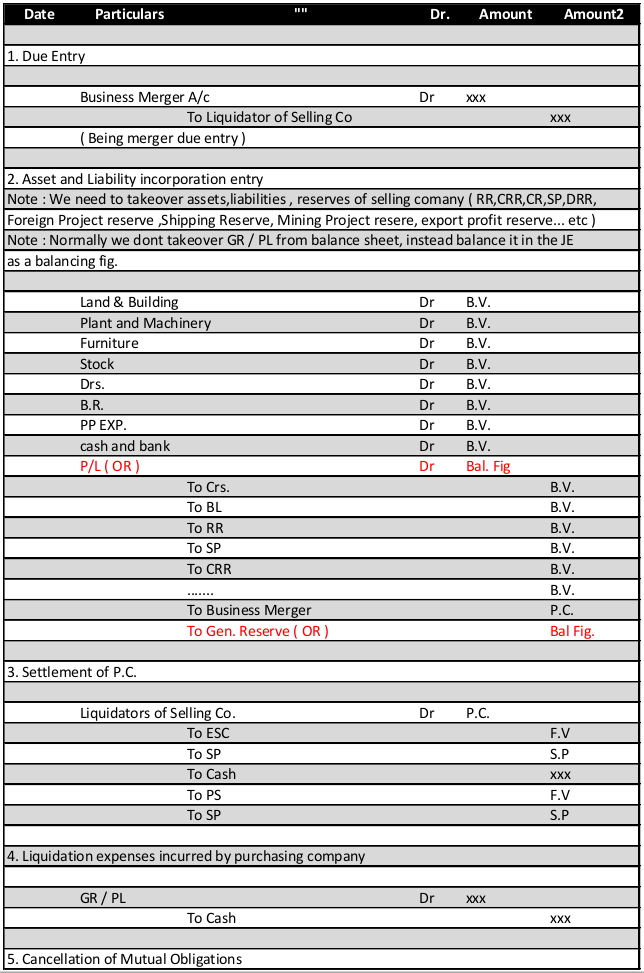 Date Particulars "" Dr. Amount Amount2
1. Due Entry
Business Merger A/c Dr xxx
To Liquidator of Selling Co xxx
( Being merger due entry )
2. Asset and Liability incorporation entry
Note : We need to takeover assets,liabilities , reserves of selling comany ( RR,CRR,CR,SP,DRR,
Foreign Project reserve ,Shipping Reserve, Mining Project resere, export profit reserve... etc )
Note : Normally we dont takeover GR / PL from balance sheet, instead balance it in the JE
as a balancing fig.
Land & Building Dr B.V.
Plant and Machinery Dr B.V.
Furniture Dr B.V.
Stock Dr B.V.
Drs. Dr B.V.
B.R. Dr B.V.
PP EXP. Dr B.V.
cash and bank Dr B.V.
P/L ( OR ) Dr Bal. Fig
To Crs. B.V.
To BL B.V.
To RR B.V.
To SP B.V.
To CRR B.V.
....... B.V.
To Business Merger P.C.
To Gen. Reserve ( OR ) Bal Fig.
3. Settlement of P.C.
Liquidators of Selling Co. Dr P.C.
To ESC F.V
To SP S.P
To Cash xxx
To PS F.V
To SP S.P
4. Liquidation expenses incurred by purchasing company
GR / PL Dr xxx
To Cash xxx
5. Cancellation of Mutual Obligations